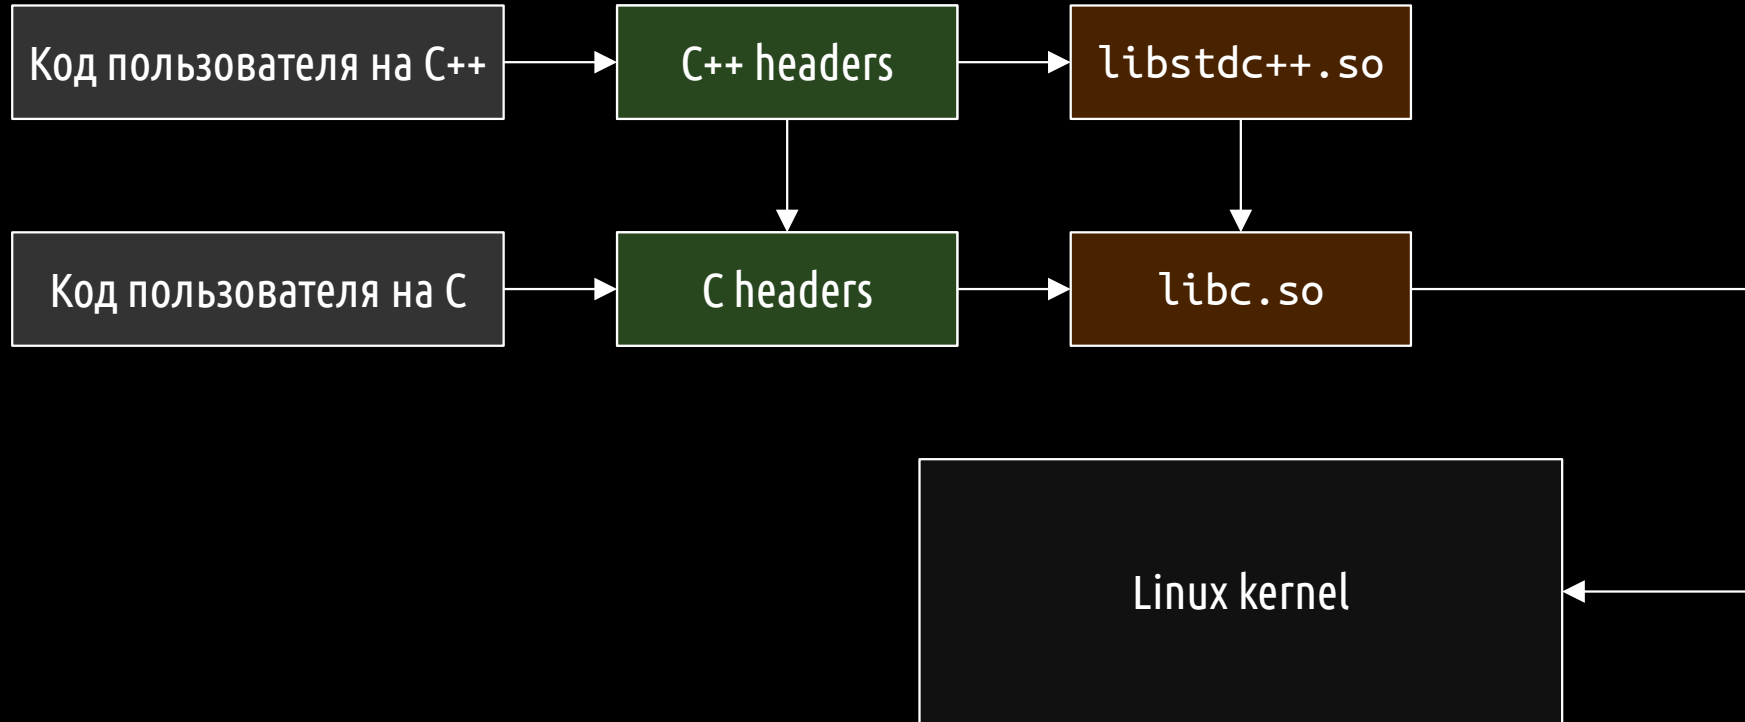 Код пользователя на C++
C++ headers
libstdc++.so
Код пользователя на C
C headers
libc.so
Linux kernel